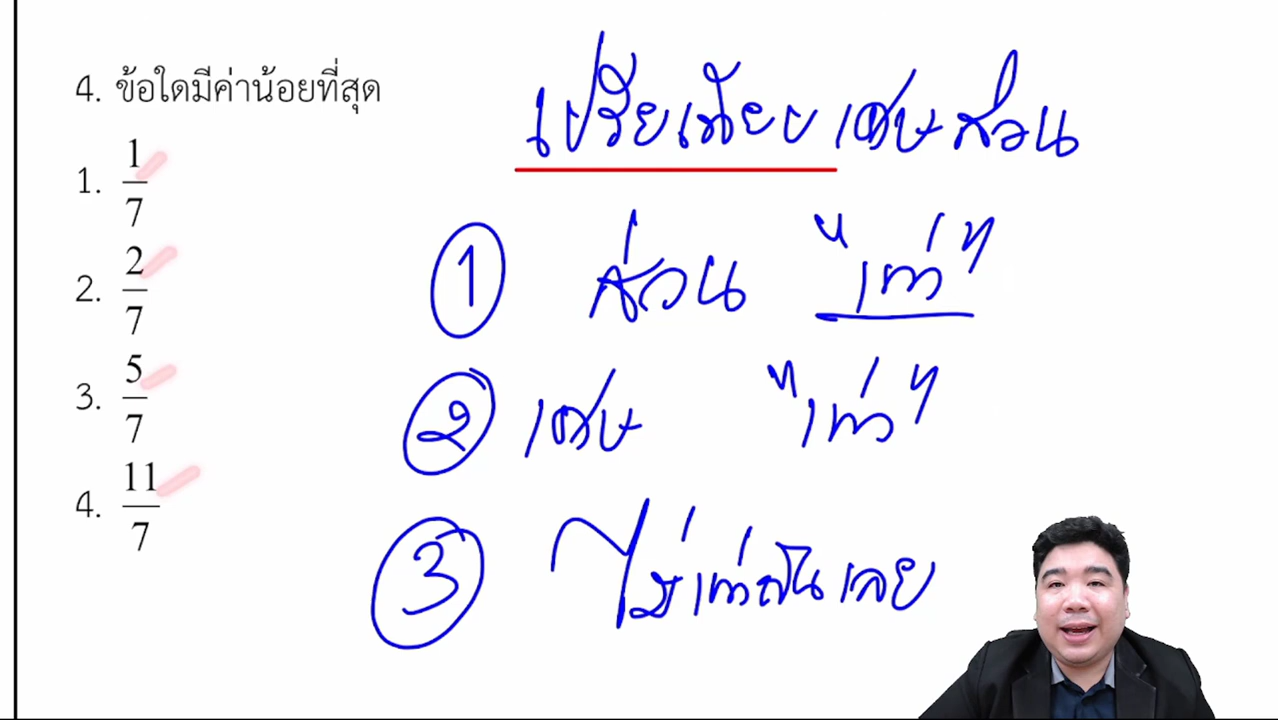 4. ข้อใดมีค่าน้อยที่สุด
1. 1/7
2. 2/7
3. 5/7
4. 11/7
เปรียบเทียบเศษส่วน
① ส่วน "เท่า"
② เศษ "เท่า"
③ ไม่เท่ากันเลย